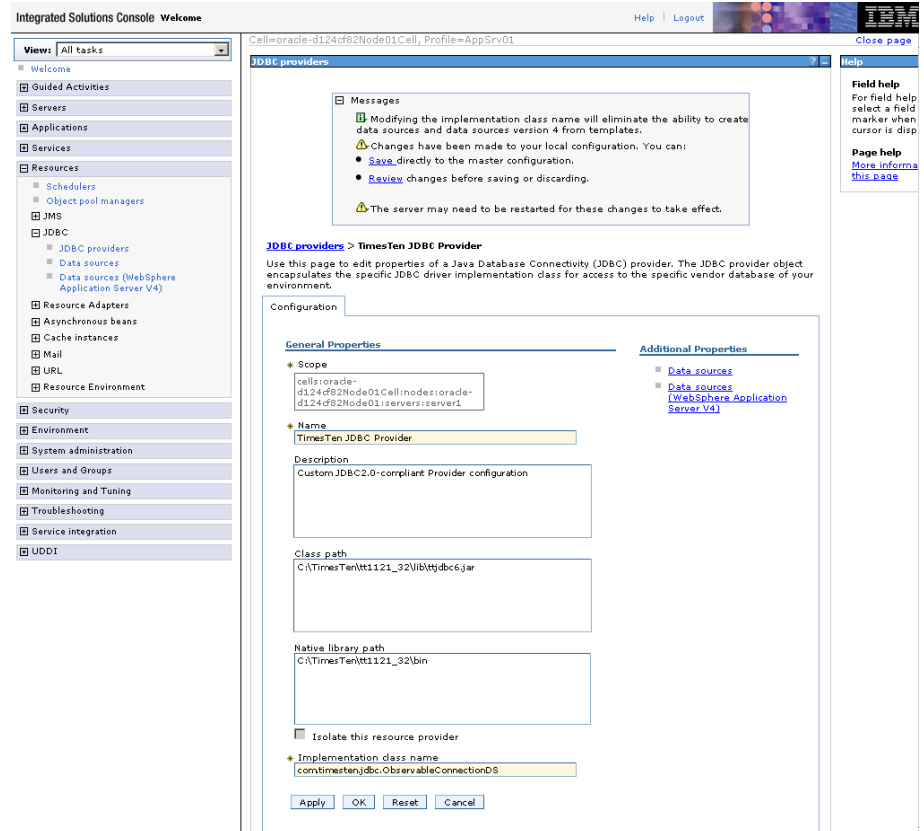 Integrated Solutions Console Welcome
Help | Logout
IBM
View: All tasks
Welcome
Guided Activities
Servers
Applications
Services
Resources
Schedulers
Object pool managers
JMS
JDBC
JDBC providers
Data sources
Data sources (WebSphere
Application Server V4)
Resource Adapters
Asynchronous beans
Cache instances
Mail
URL
Resource Environment
Security
Environment
System administration
Users and Groups
Monitoring and Tuning
Troubleshooting
Service integration
UDDI
Cell=oracle-d124cf82Node01Cell, Profile=AppSrv01
Close page
JDBC providers
? -
Messages
Modifying the implementation class name will eliminate the ability to create
data sources and data sources version 4 from templates.
Changes have been made to your local configuration. You can:
Save directly to the master configuration.
Review changes before saving or discarding.
The server may need to be restarted for these changes to take effect.
JDBC providers > TimesTen JDBC Provider
Use this page to edit properties of a Java Database Connectivity (JDBC) provider. The JDBC provider object
encapsulates the specific JDBC driver implementation class for access to the specific vendor database of your
environment.
Configuration
General Properties
Scope
cells:oracle-
d124cf82Node01Cell:nodes:oracle-
d124cf82Node01:servers:server1
Name
TimesTen JDBC Provider
Description
Custom JDBC2.0-compliant Provider configuration
Class path
C:\TimesTen\tt1121_32\lib\ttjdbc6.jar
Native library path
C:\TimesTen\tt1121_32\bin
Isolate this resource provider
Implementation class name
com.timesten.jdbc.ObservableConnectionDS
Apply OK Reset Cancel
Additional Properties
Data sources
Data sources
(WebSphere Application
Server V4)
Help
Field help
For field help
select a field
marker when
cursor is disp
Page help
More informa
this page